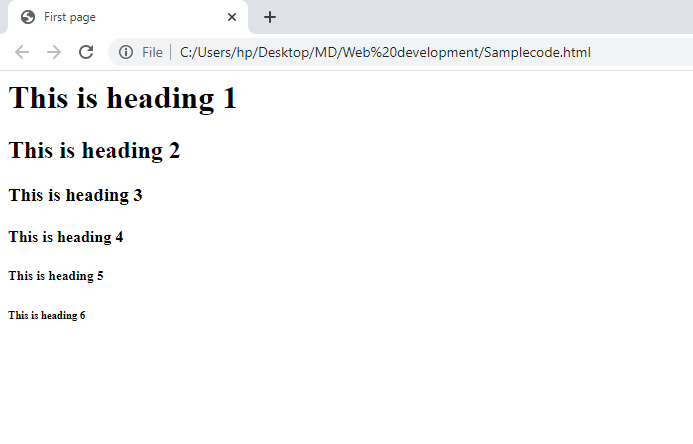 First page
File | C:/Users/hp/Desktop/MD/Web%20development/Samplecode.html
This is heading 1
This is heading 2
This is heading 3
This is heading 4
This is heading 5
This is heading 6